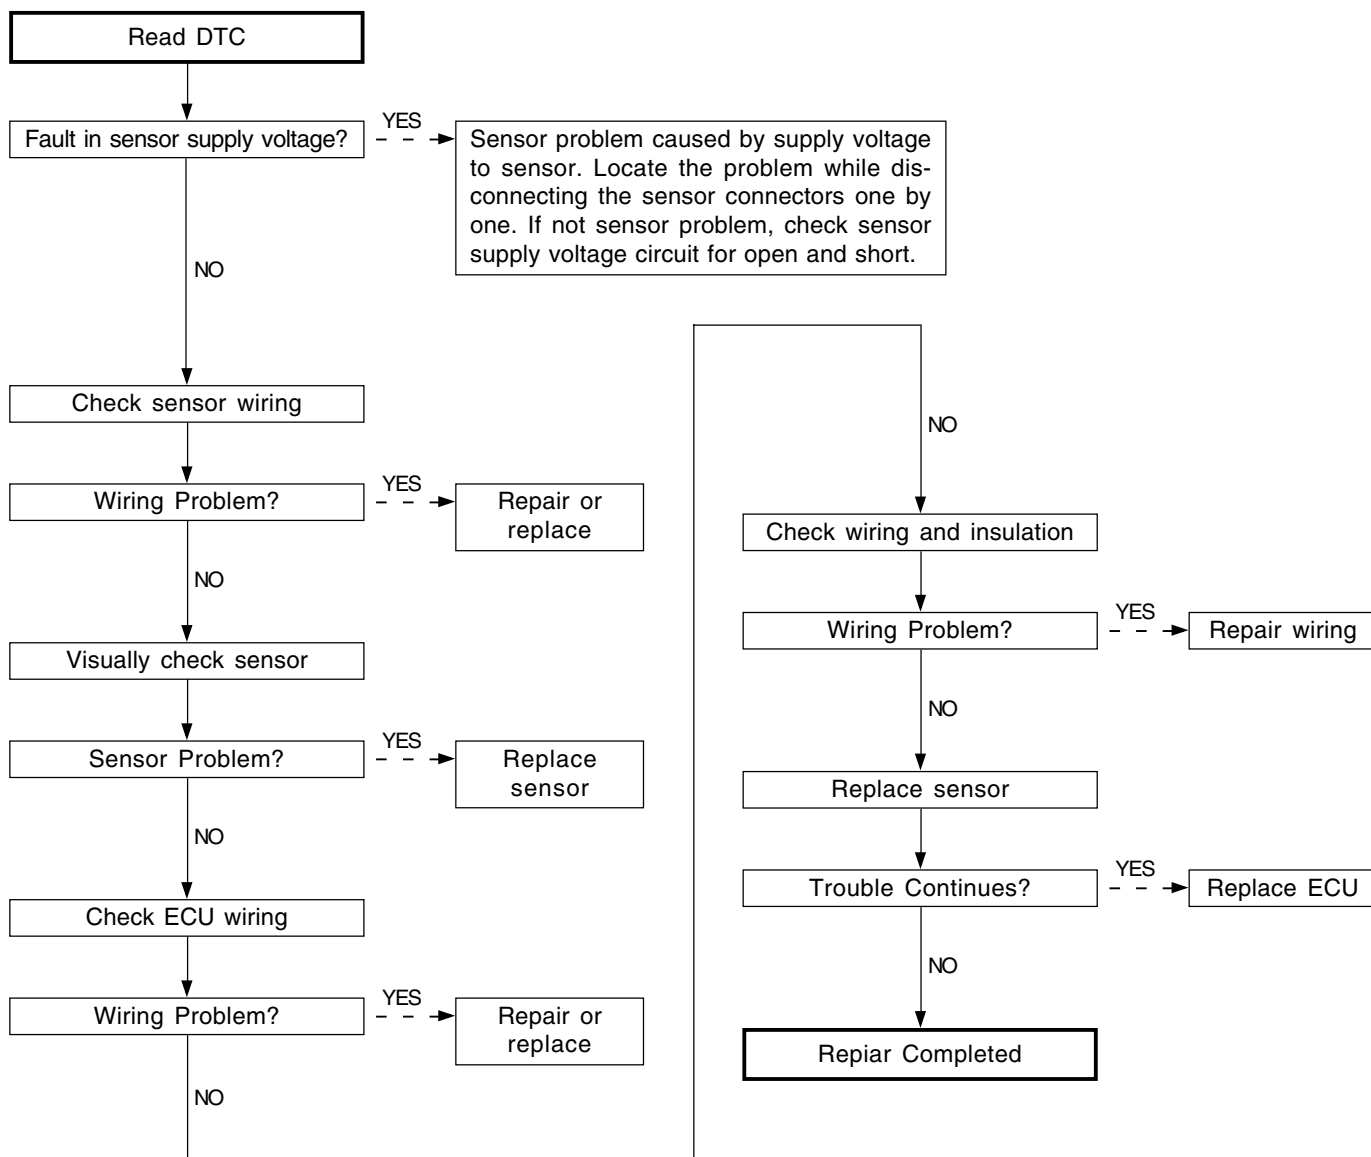 Read DTC
Fault in sensor supply voltage?
YES
Sensor problem caused by supply voltage
to sensor. Locate the problem while dis-
connecting the sensor connectors one by
one. If not sensor problem, check sensor
supply voltage circuit for open and short.
NO
Check sensor wiring
Wiring Problem?
YES
Repair or
replace
NO
Visually check sensor
Sensor Problem?
YES
Replace
sensor
NO
Check ECU wiring
Wiring Problem?
YES
Repair or
replace
NO
NO
Check wiring and insulation
Wiring Problem?
YES
Repair wiring
NO
Replace sensor
Trouble Continues?
YES
Replace ECU
NO
Repiar Completed